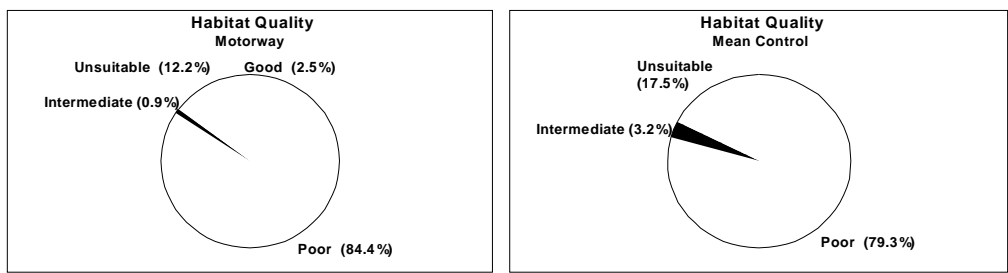 Habitat Quality
Motorway
Unsuitable (12.2%) Good (2.5%)
Intermediate (0.9%)
Poor (84.4%)
Habitat Quality
Mean Control
Unsuitable
(17.5%)
Intermediate (3.2%)
Poor (79.3%)